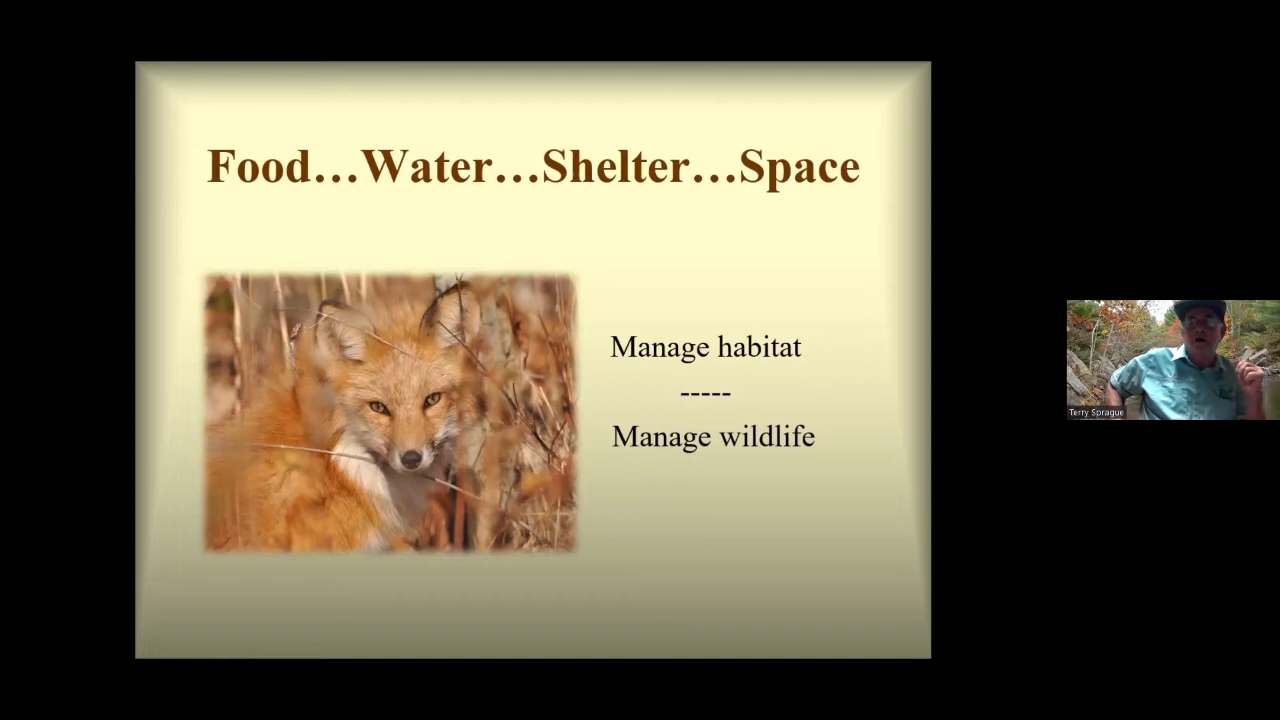 Food…Water…Shelter…Space
Manage habitat
-----
Manage wildlife
Terry Sprague